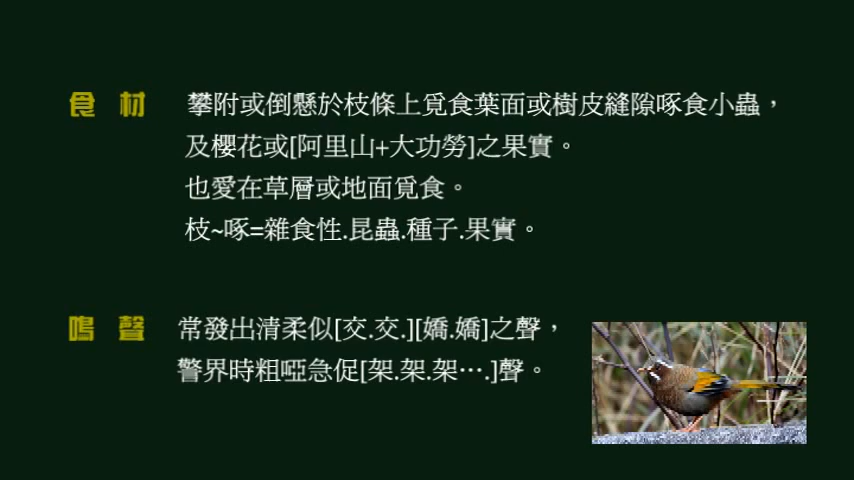 食 材 攀附或倒懸於枝條上覓食葉面或樹皮縫隙啄食小蟲，
及櫻花或[阿里山+大功勞]之果實。
也愛在草層或地面覓食。
枝~啄=雜食性.昆蟲.種子.果實。
鳴 聲 常發出清柔似[交.交.][嬌.嬌]之聲，
警界時粗啞急促[架.架.架….]聲。